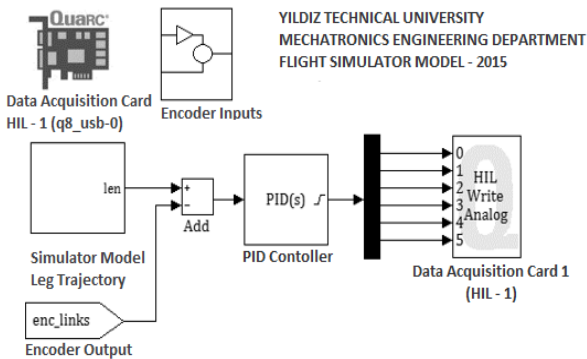 QUARC
YILDIZ TECHNICAL UNIVERSITY
MECHATRONICS ENGINEERING DEPARTMENT
FLIGHT SIMULATOR MODEL - 2015
Data Acquisition Card
HIL - 1 (q8_usb-0)
Encoder Inputs
len
+
−
Add
PID(s)
0
1
2
3
4
5
HIL
Write
Analog
Simulator Model
Leg Trajectory
PID Contoller
Data Acquisition Card 1
(HIL - 1)
enc_links
Encoder Output